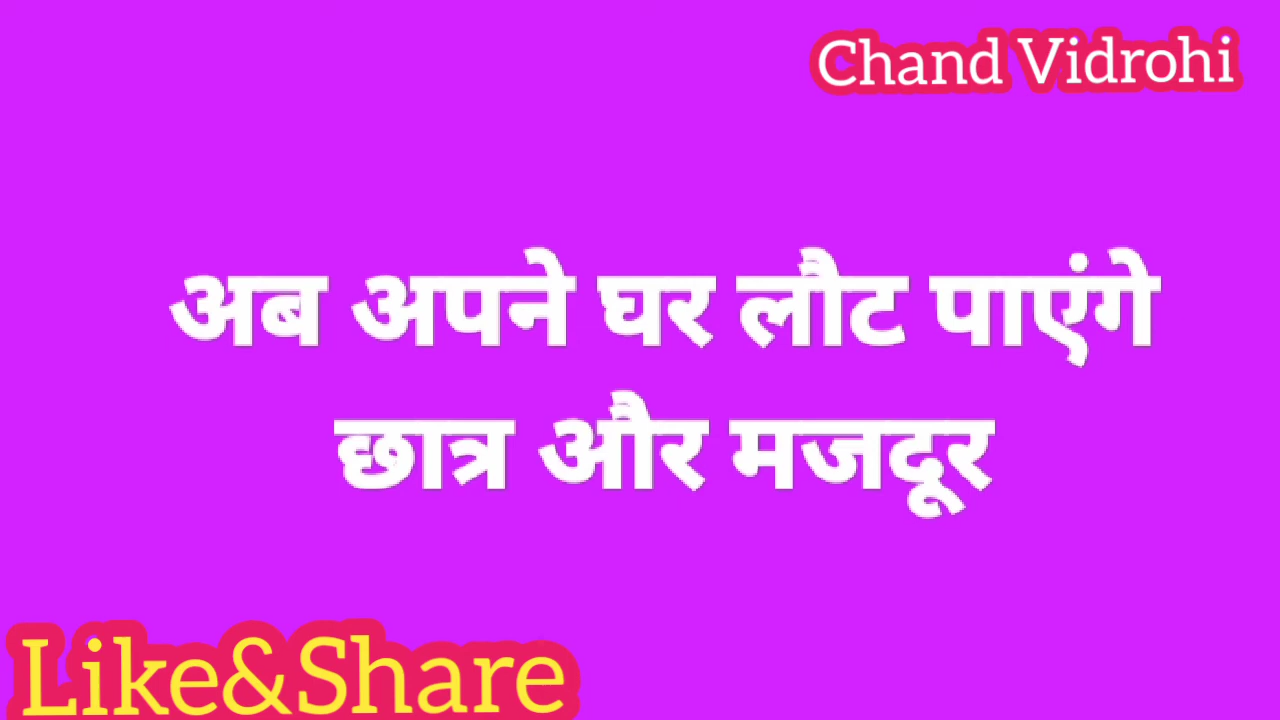 Chand Vidrohi
अब अपने घर लौट पाएंगे
छात्र और मजदूर
Like&Share